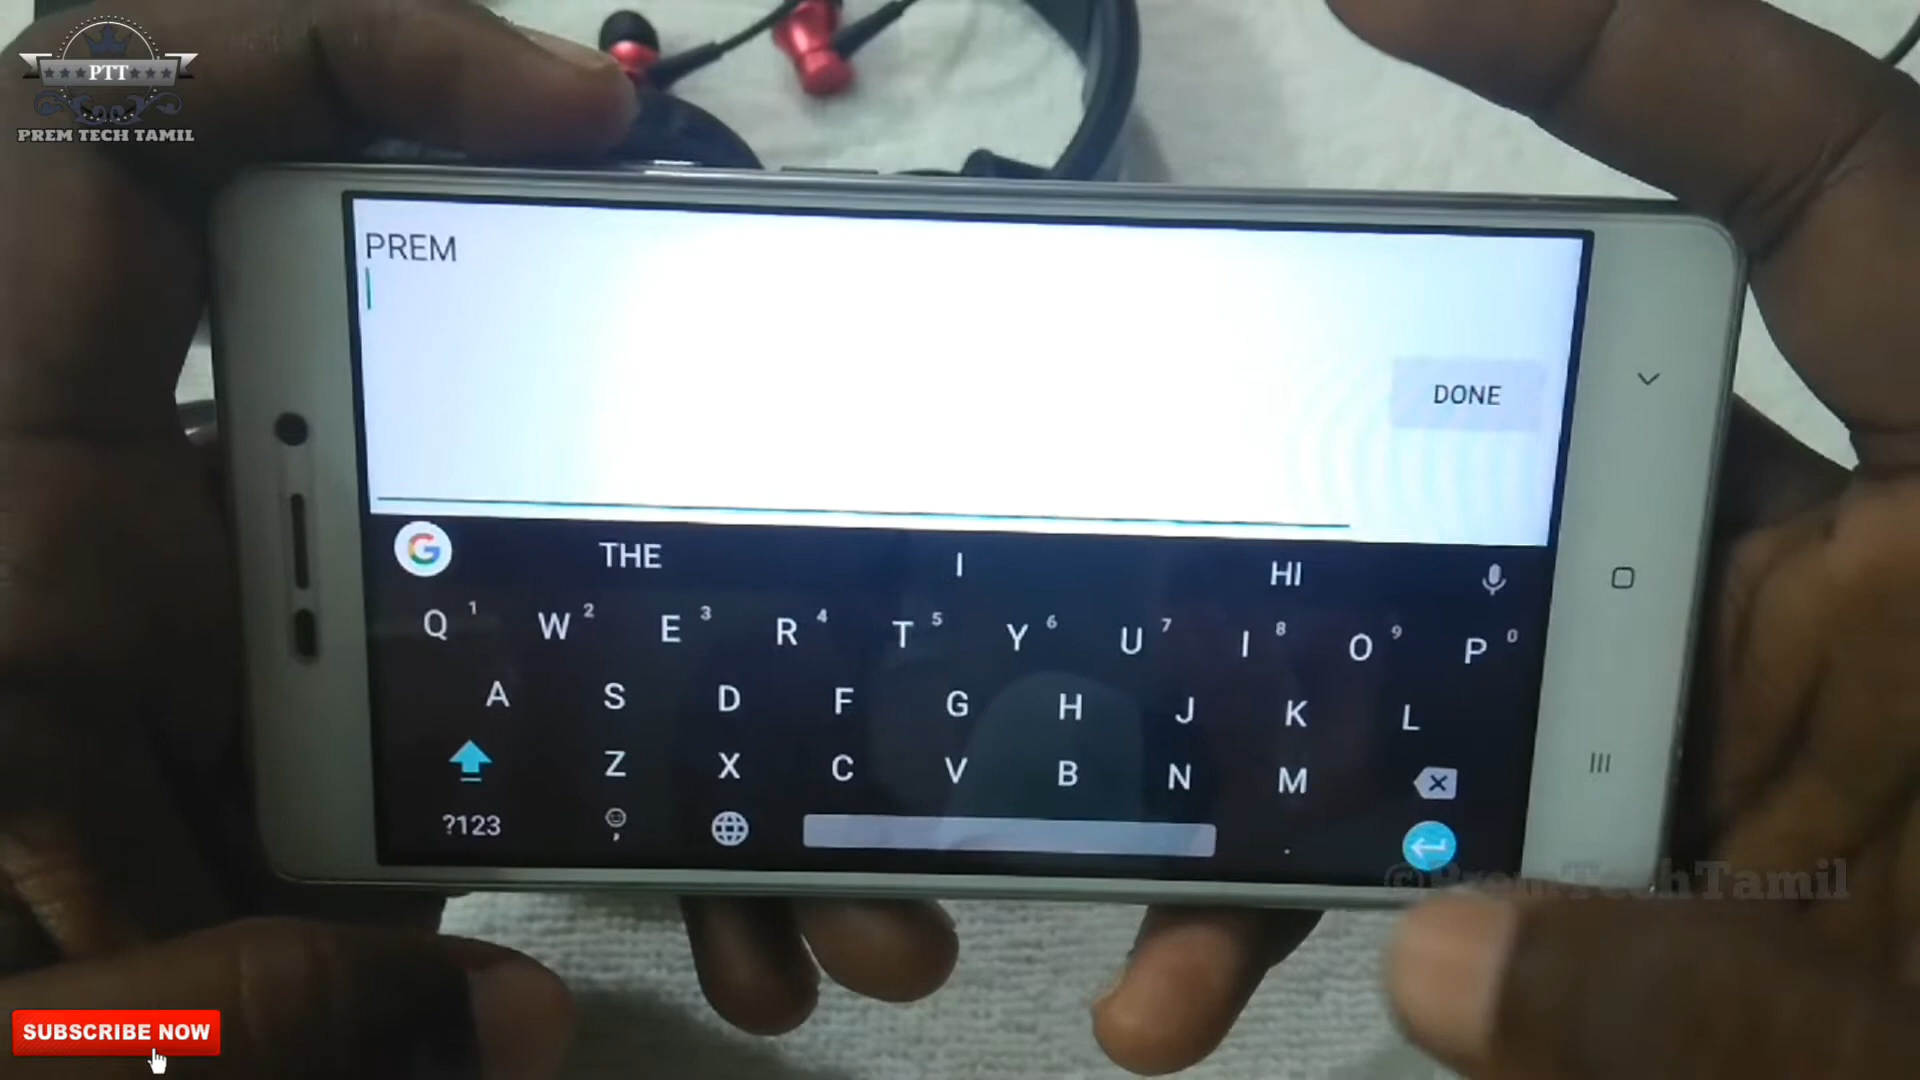 PTT
PREM TECH TAMIL
PREM
DONE
THE I HI
Q 1 W 2 E 3 R 4 T 5 Y 6 U 7 I 8 O 9 P 0
A S D F G H J K L
Z X C V B N M
?123 , .
©PremTechTamil
SUBSCRIBE NOW